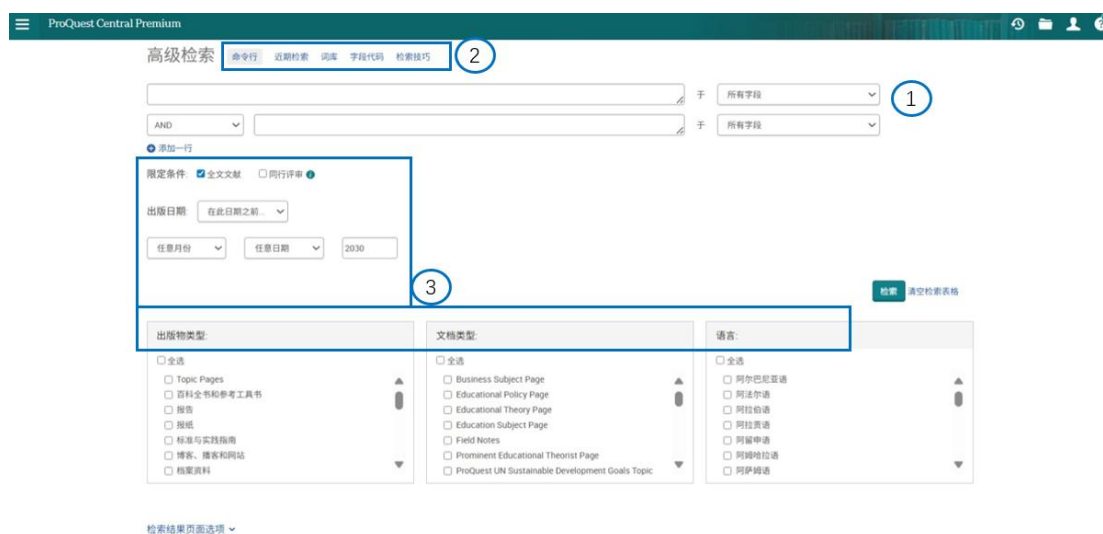 ProQuest Central Premium
高级检索 命令行 近期检索 词库 字段代码 检索技巧 2
于 所有字段 1
AND 于 所有字段
添加一行
限定条件: 全文文献 同行评审
出版日期: 在此日期之前...
任意月份 任意日期 2030
3
检索 清空检索表格
出版物类型: 文档类型: 语言:
全选 全选 全选
Topic Pages Business Subject Page 阿尔巴尼亚语
百科全书和参考工具书 Educational Policy Page 阿法尔语
报告 Educational Theory Page 阿拉伯语
报纸 Education Subject Page 阿拉贡语
标准与实践指南 Field Notes 阿留申语
博客、播客和网站 Prominent Educational Theorist Page 阿姆哈拉语
档案资料 ProQuest UN Sustainable Development Goals Topic 阿萨姆语
检索结果页面选项